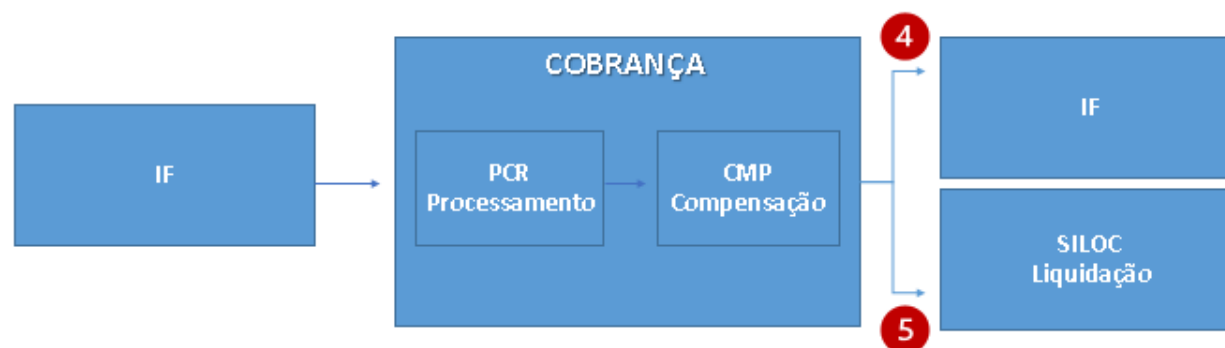 IF
COBRANÇA
PCR
Processamento
CMP
Compensação
4
IF
SILOC
Liquidação
5